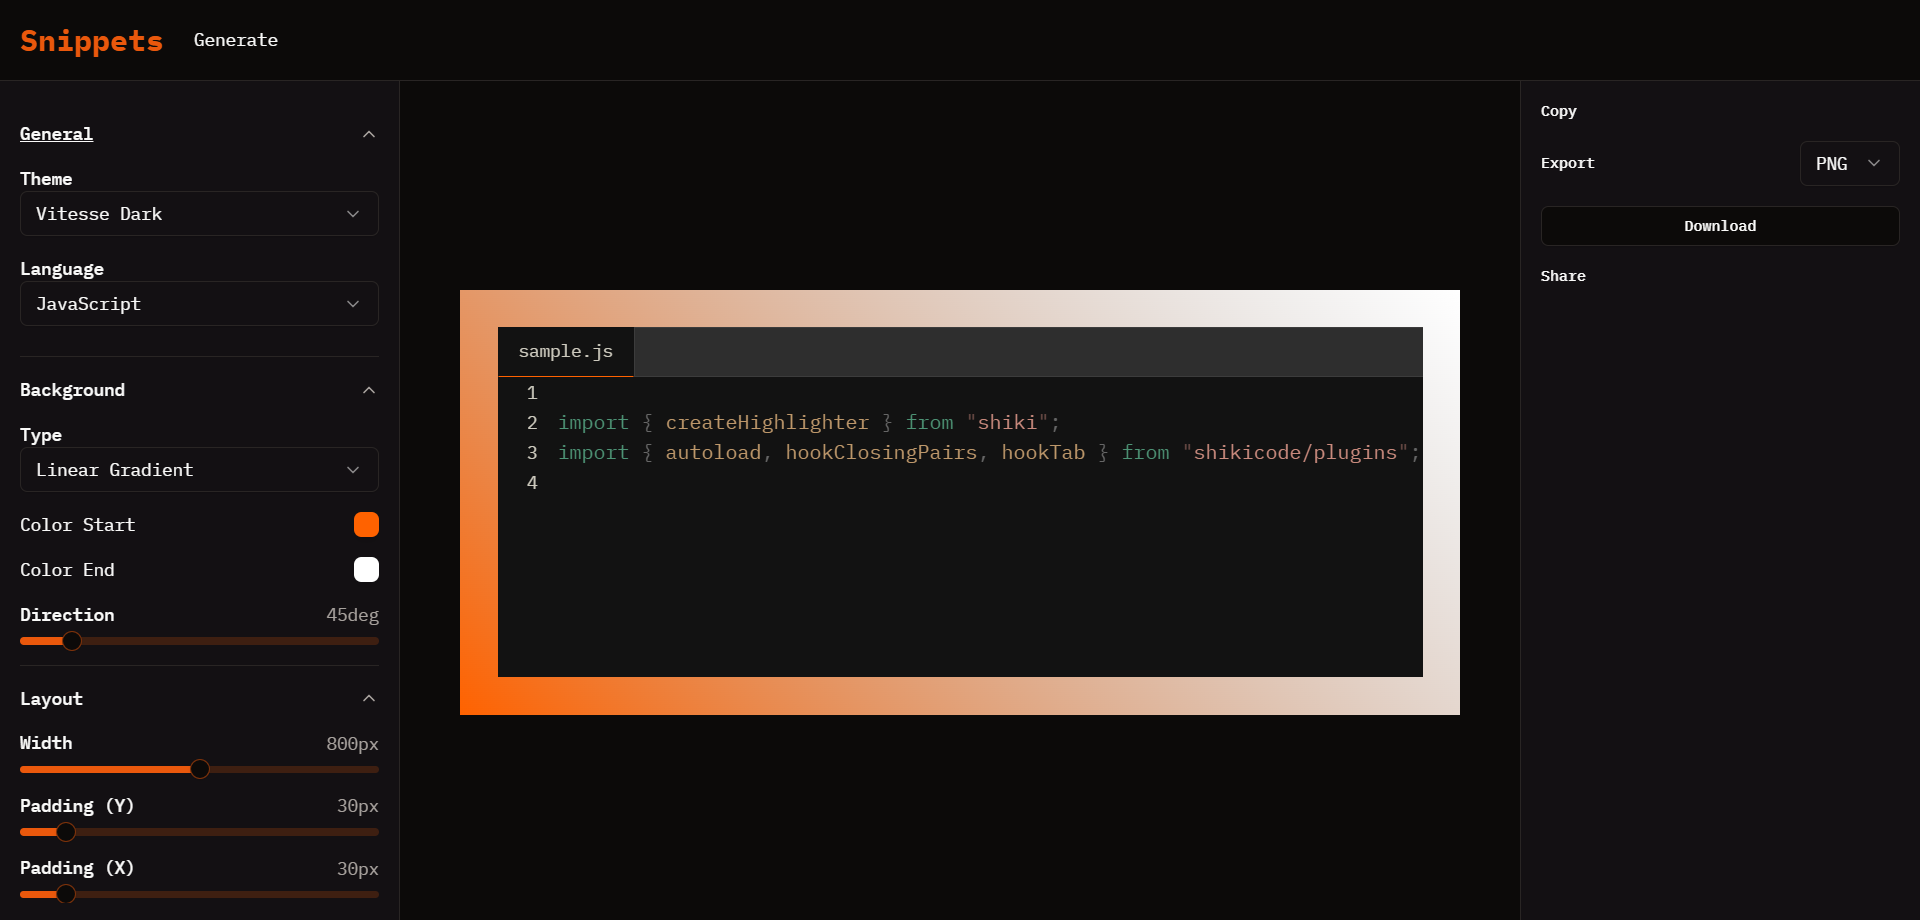 Snippets Generate
General
Theme
Vitesse Dark
Language
JavaScript
Background
Type
Linear Gradient
Color Start
Color End
Direction 45deg
Layout
Width 800px
Padding (Y) 30px
Padding (X) 30px
sample.js
1
2 import { createHighlighter } from "shiki";
3 import { autoload, hookClosingPairs, hookTab } from "shikicode/plugins";
4
Copy
Export PNG
Download
Share